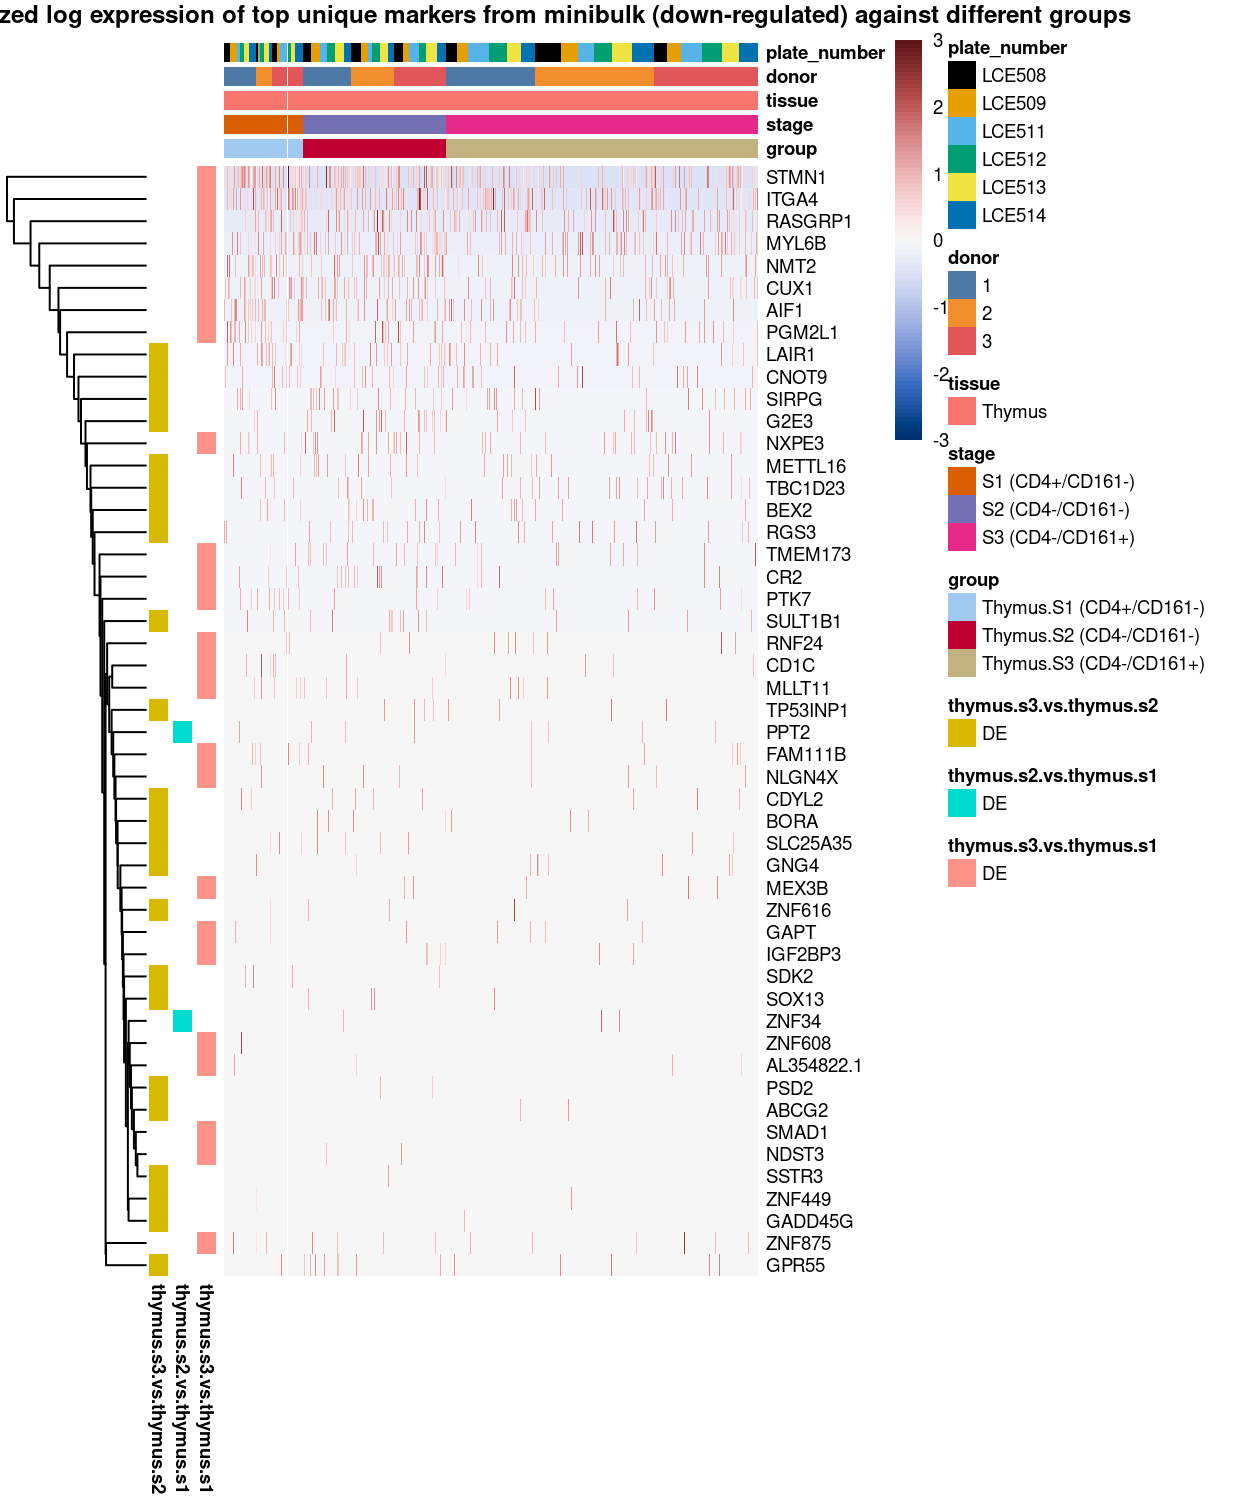 zed log expression of top unique markers from minibulk (down-regulated) against different groups
plate_number
donor
tissue
stage
group
STMN1
ITGA4
RASGRP1
MYL6B
NMT2
CUX1
AIF1
PGM2L1
LAIR1
CNOT9
SIRPG
G2E3
NXPE3
METTL16
TBC1D23
BEX2
RGS3
TMEM173
CR2
PTK7
SULT1B1
RNF24
CD1C
MLLT11
TP53INP1
PPT2
FAM111B
NLGN4X
CDYL2
BORA
SLC25A35
GNG4
MEX3B
ZNF616
GAPT
IGF2BP3
SDK2
SOX13
ZNF34
ZNF608
AL354822.1
PSD2
ABCG2
SMAD1
NDST3
SSTR3
ZNF449
GADD45G
ZNF875
GPR55
thymus.s3.vs.thymus.s2
thymus.s2.vs.thymus.s1
thymus.s3.vs.thymus.s1
3
2
1
0
-1
-2
-3
plate_number
LCE508
LCE509
LCE511
LCE512
LCE513
LCE514
donor
1
2
3
tissue
Thymus
stage
S1 (CD4+/CD161-)
S2 (CD4-/CD161-)
S3 (CD4-/CD161+)
group
Thymus.S1 (CD4+/CD161-)
Thymus.S2 (CD4-/CD161-)
Thymus.S3 (CD4-/CD161+)
thymus.s3.vs.thymus.s2
DE
thymus.s2.vs.thymus.s1
DE
thymus.s3.vs.thymus.s1
DE